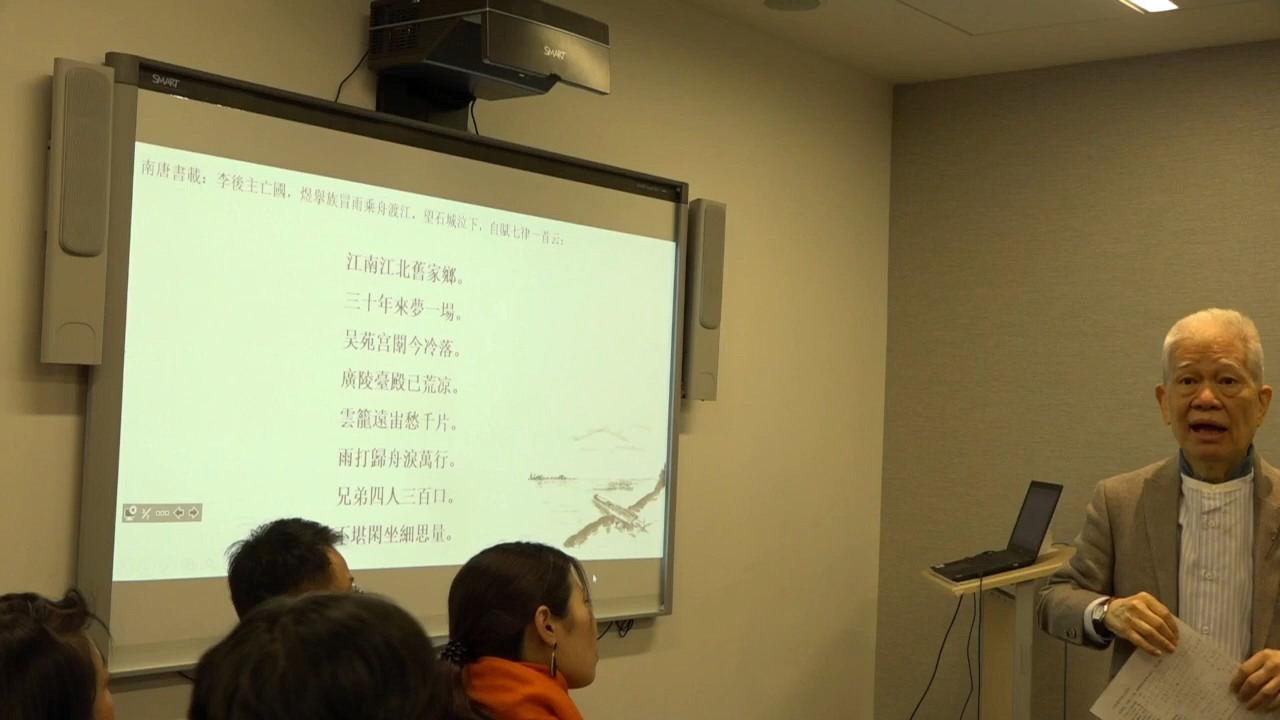 SMART
SMART
南唐書載：李後主亡國，煜舉族冒雨乘舟渡江，望石城泣下，自賦七律一首云：
江南江北舊家鄉。
三十年來夢一場。
吴苑宫闈今冷落。
廣陵臺殿已荒凉。
雲籠遠岫愁千片。
雨打歸舟淚萬行。
兄弟四人三百口。
不堪閑坐細思量。